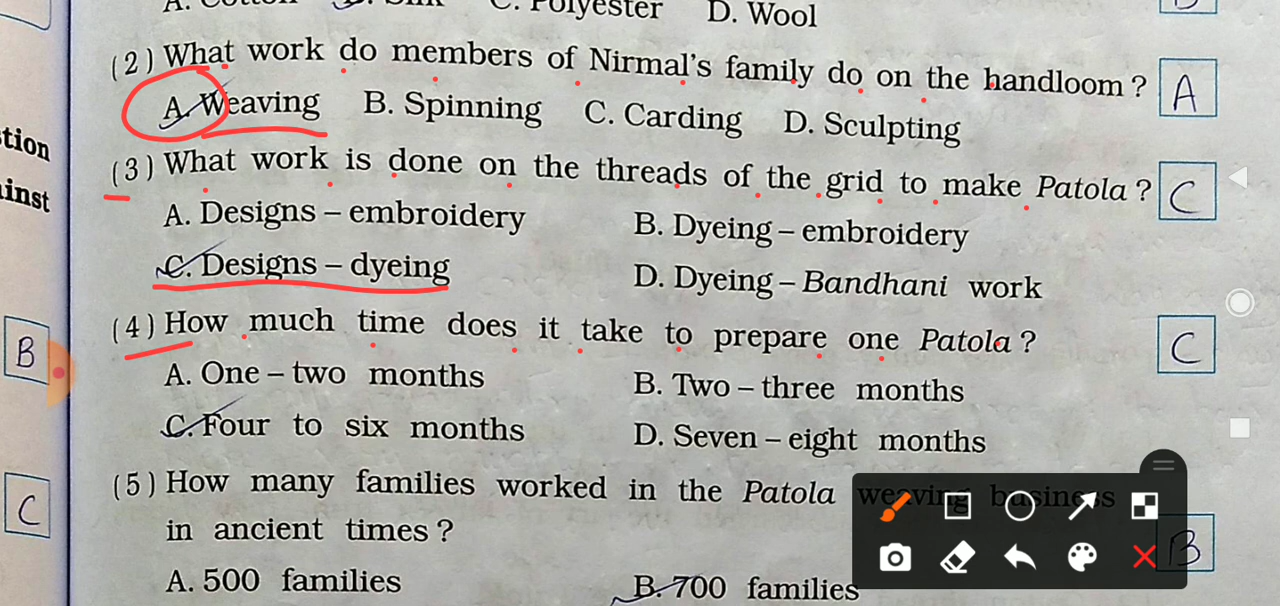 A. Cotton B. Silk C. Polyester D. Wool
(2) What work do members of Nirmal's family do on the handloom? A
A. Weaving B. Spinning C. Carding D. Sculpting
(3) What work is done on the threads of the grid to make Patola? C
A. Designs – embroidery B. Dyeing – embroidery
C. Designs – dyeing D. Dyeing – Bandhani work
(4) How much time does it take to prepare one Patola? C
A. One – two months B. Two – three months
C. Four to six months D. Seven – eight months
(5) How many families worked in the Patola weaving business
in ancient times? B
A. 500 families B. 700 families
B
C